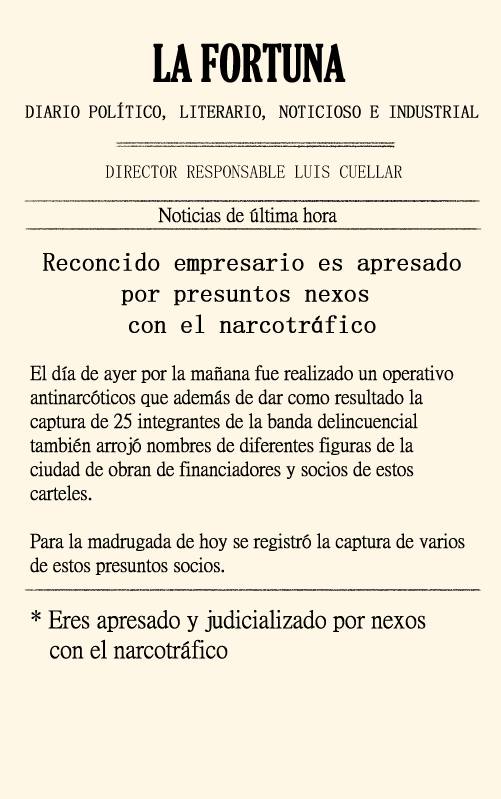 LA FORTUNA
DIARIO POLÍTICO, LITERARIO, NOTICIOSO E INDUSTRIAL
DIRECTOR RESPONSABLE LUIS CUELLAR
Noticias de última hora
Reconcido empresario es apresado
por presuntos nexos
con el narcotráfico
El día de ayer por la mañana fue realizado un operativo
antinarcóticos que además de dar como resultado la
captura de 25 integrantes de la banda delincuencial
también arrojó nombres de diferentes figuras de la
ciudad de obran de financiadores y socios de estos
carteles.
Para la madrugada de hoy se registró la captura de varios
de estos presuntos socios.
* Eres apresado y judicializado por nexos
con el narcotráfico